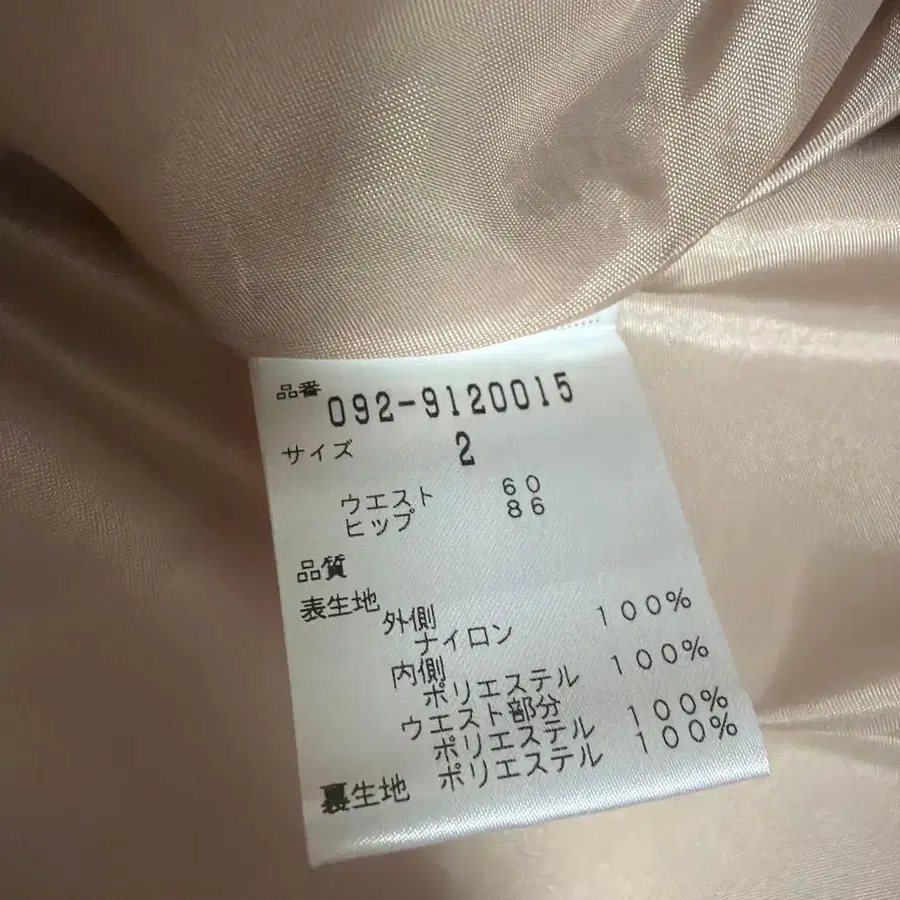 品番 092-9120015
サイズ 2
ウエスト 60
ヒップ 86
品質
表生地
外側
ナイロン 100%
内側
ポリエステル 100%
ウエスト部分
ポリエステル 100%
裏生地 ポリエステル 100%